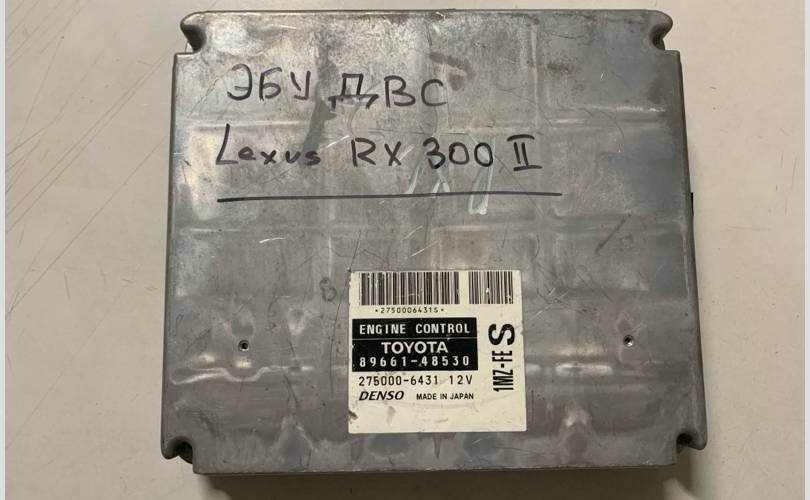 ЭБУ ДВС
Lexus RX 300 II
*2750006431S*
ENGINE CONTROL
TOYOTA
89661-48530
275000-6431 12V
DENSO MADE IN JAPAN
1MZ-FE S